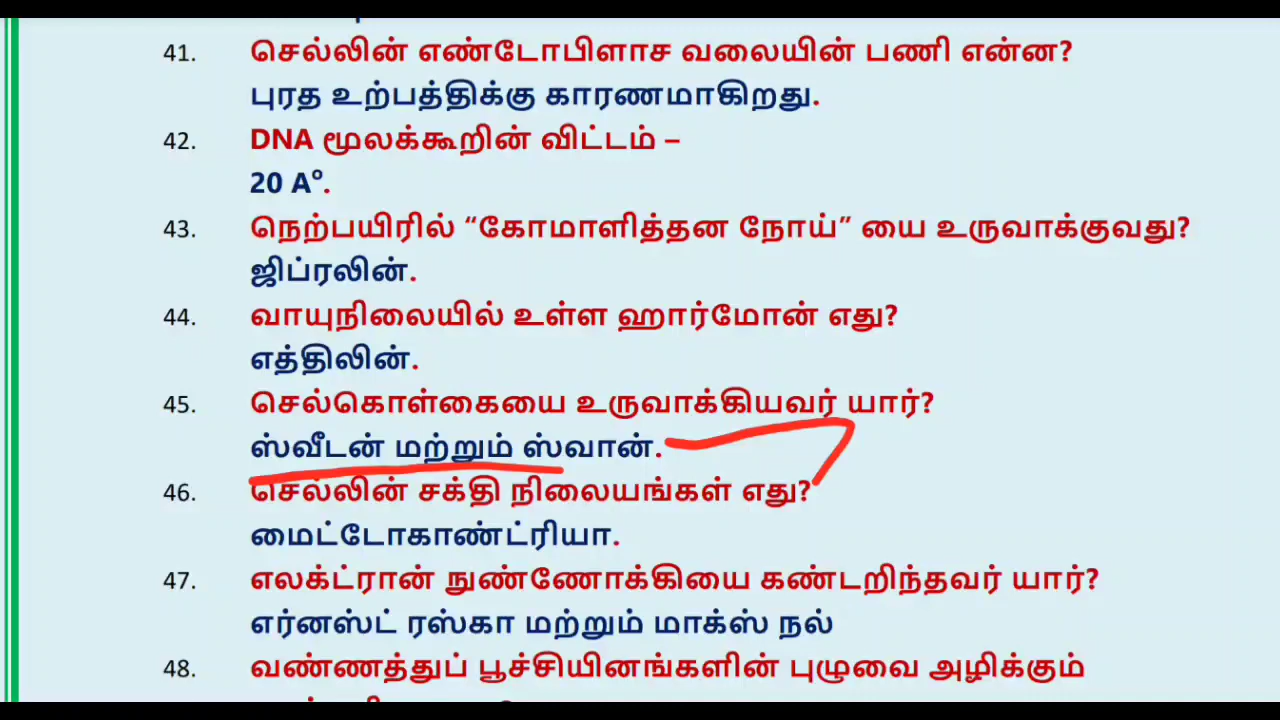 41. செல்லின் எண்டோபிளாச வலையின் பணி என்ன?
புரத உற்பத்திக்கு காரணமாகிறது.
42. DNA மூலக்கூறின் விட்டம் –
20 Aº.
43. நெற்பயிரில் “கோமாளித்தன நோய்” யை உருவாக்குவது?
ஜிப்ரலின்.
44. வாயுநிலையில் உள்ள ஹார்மோன் எது?
எத்திலின்.
45. செல்கொள்கையை உருவாக்கியவர் யார்?
ஸ்வீடன் மற்றும் ஸ்வான்.
46. செல்லின் சக்தி நிலையங்கள் எது?
மைட்டோகாண்ட்ரியா.
47. எலக்ட்ரான் நுண்ணோக்கியை கண்டறிந்தவர் யார்?
எர்னஸ்ட் ரஸ்கா மற்றும் மாக்ஸ் நல்
48. வண்ணத்துப் பூச்சியினங்களின் புழுவை அழிக்கும்